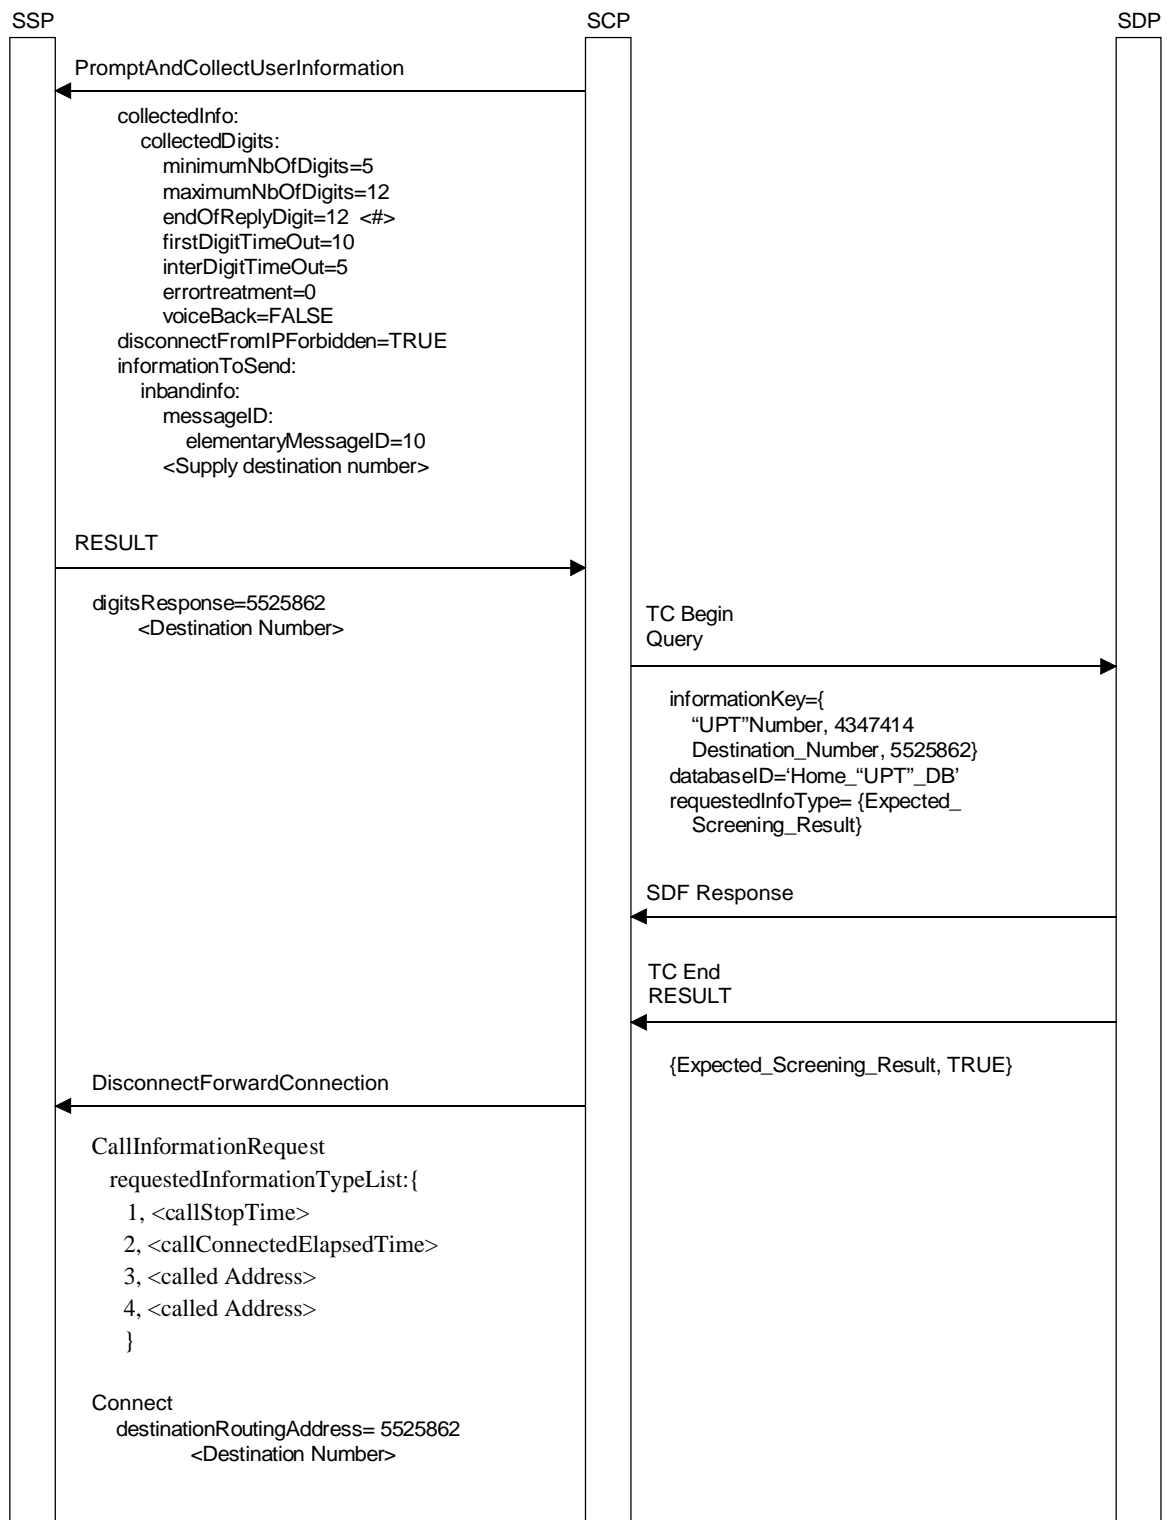 SSP
SCP
SDP
PromptAndCollectUserInformation
collectedInfo:
collectedDigits:
minimumNbOfDigits=5
maximumNbOfDigits=12
endOfReplyDigit=12 <#>
firstDigitTimeOut=10
interDigitTimeOut=5
errortreatment=0
voiceBack=FALSE
disconnectFromIPForbidden=TRUE
informationToSend:
inbandinfo:
messageID:
elementaryMessageID=10
<Supply destination number>
RESULT
digitsResponse=5525862
<Destination Number>
TC Begin
Query
informationKey={
“UPT”Number, 4347414
Destination_Number, 5525862}
databaseID=‘Home_“UPT”_DB’
requestedInfoType= {Expected_
Screening_Result}
SDF Response
TC End
RESULT
{Expected_Screening_Result, TRUE}
DisconnectForwardConnection
CallInformationRequest
requestedInformationTypeList:{
1, <callStopTime>
2, <callConnectedElapsedTime>
3, <called Address>
4, <called Address>
}
Connect
destinationRoutingAddress= 5525862
<Destination Number>